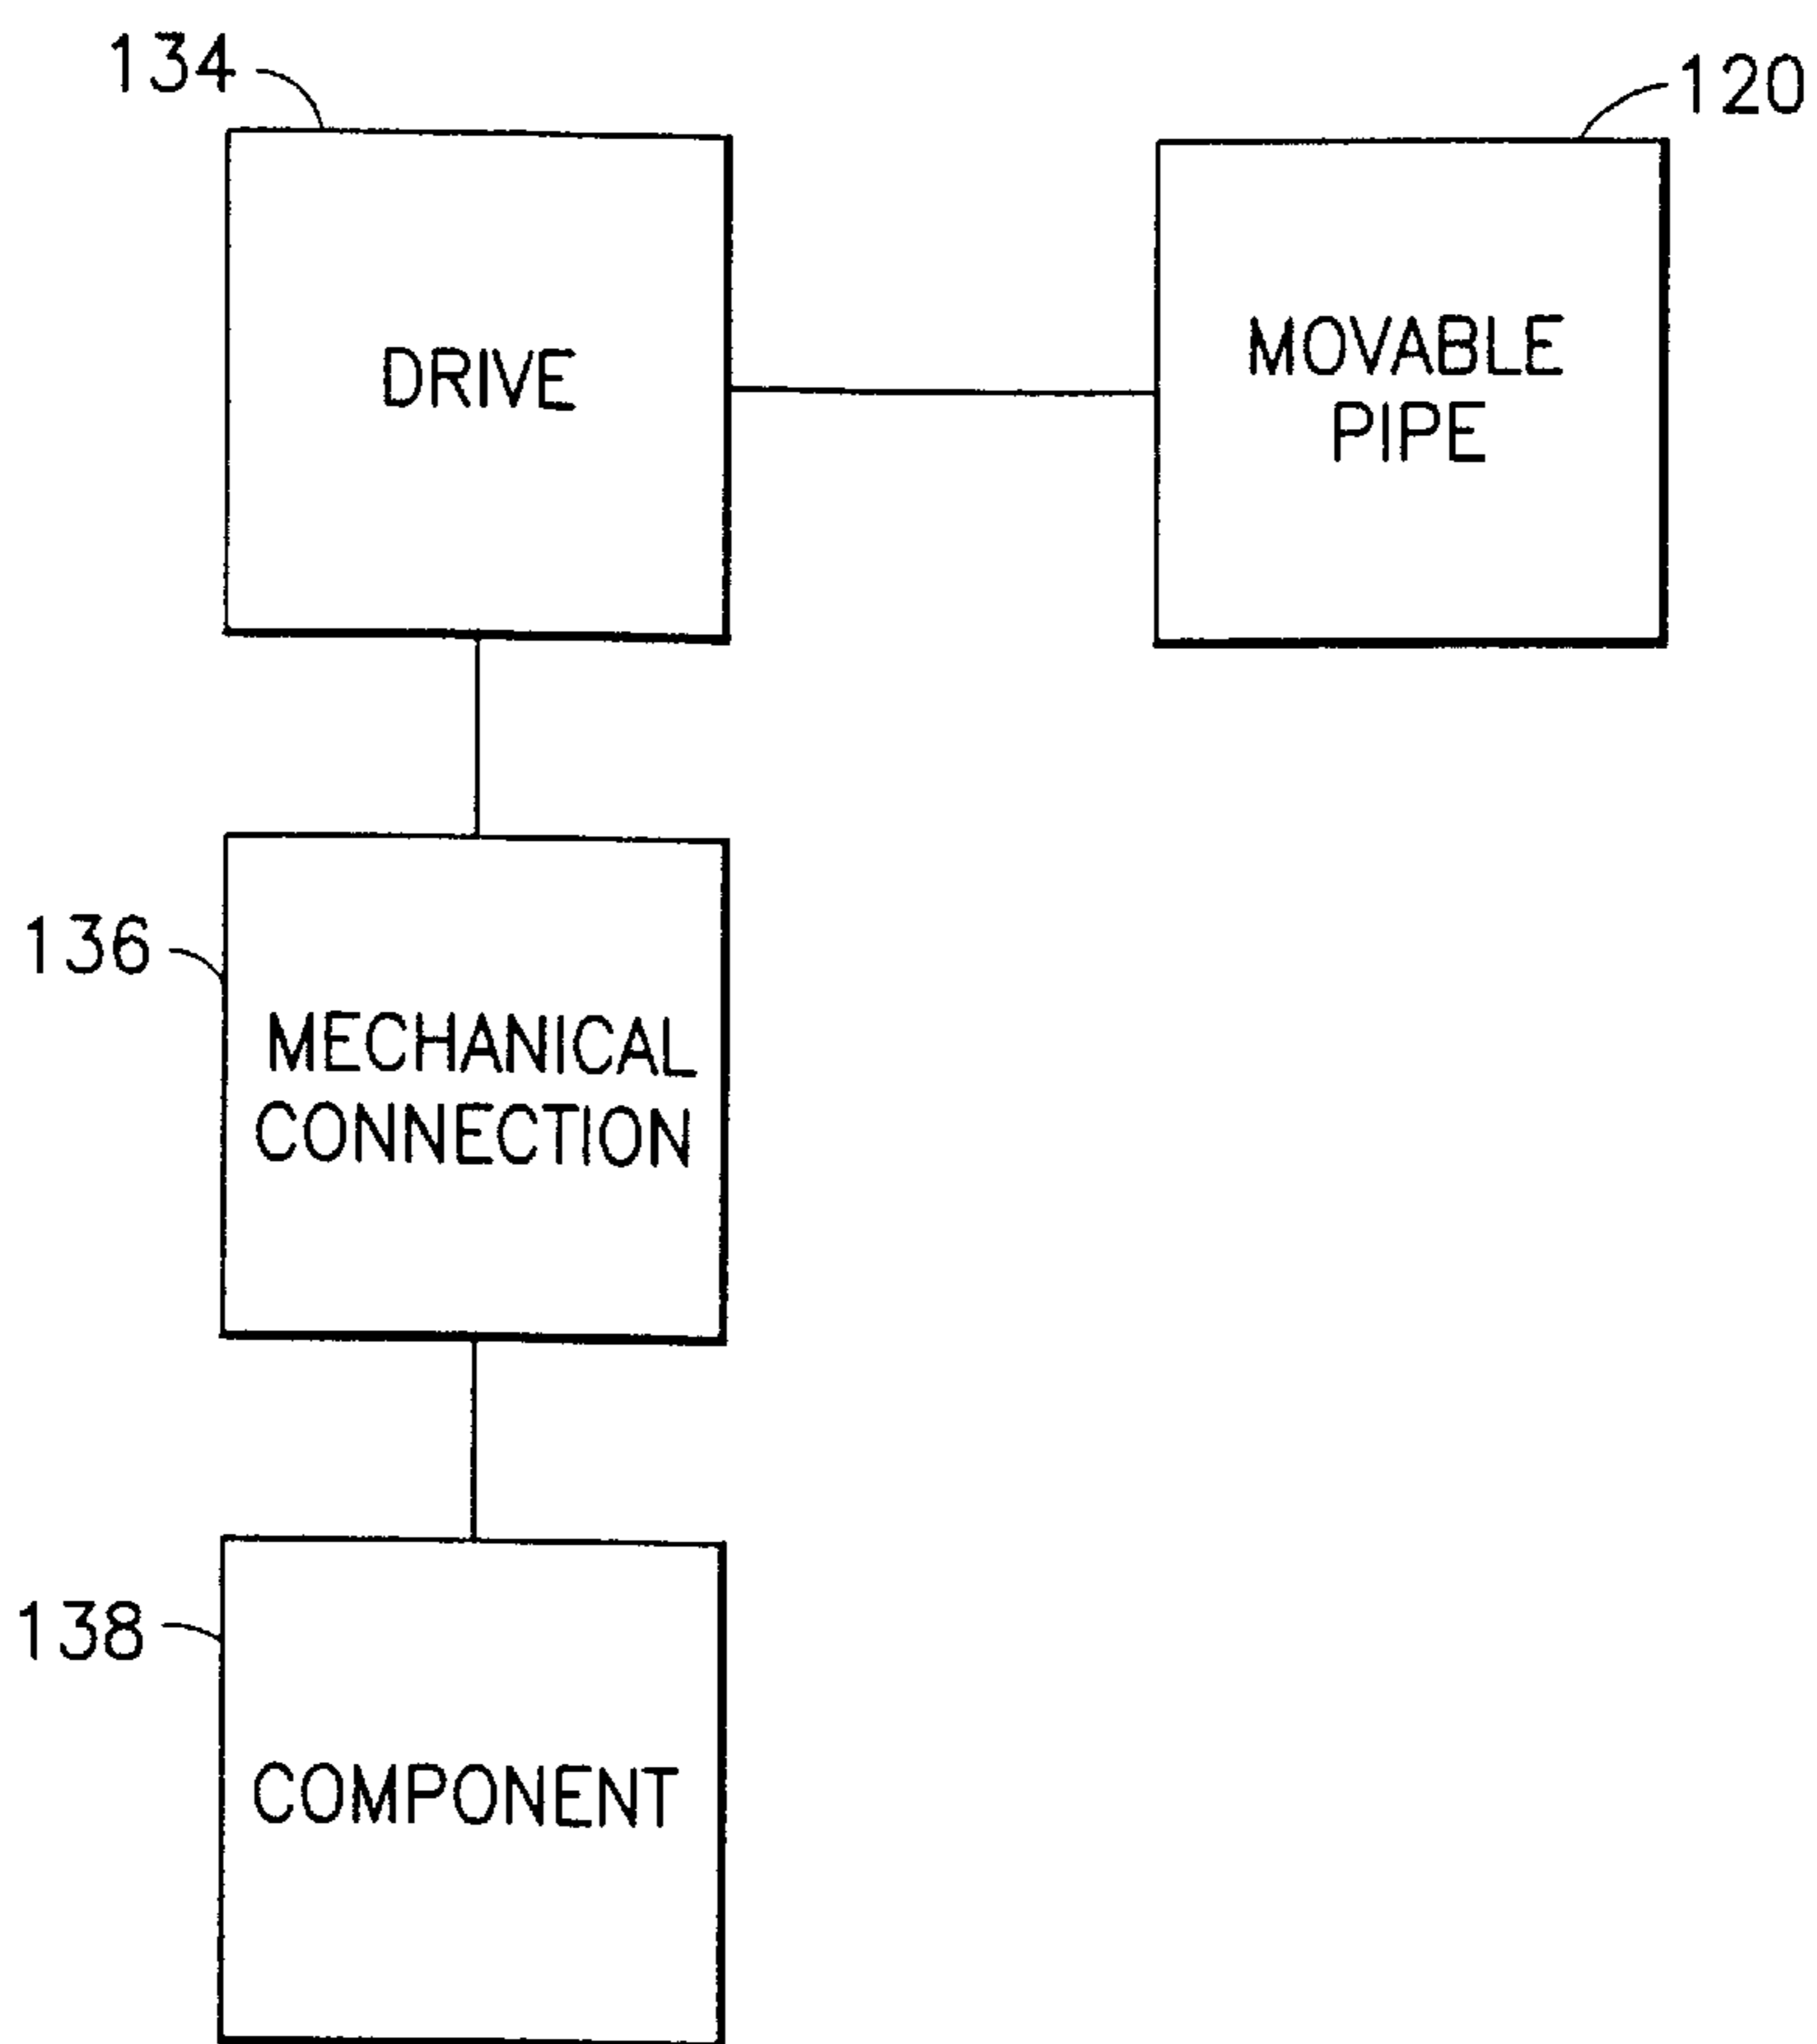 134
120
DRIVE
MOVABLE
PIPE
136
MECHANICAL
CONNECTION
138
COMPONENT